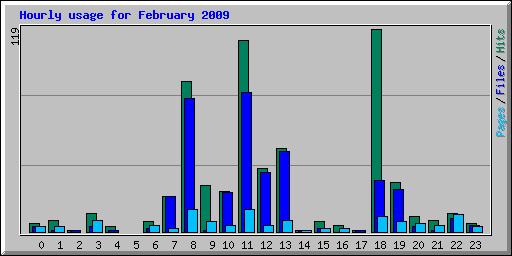 Hourly usage for February 2009
119
Pages / Files / Hits
0 1 2 3 4 5 6 7 8 9 10 11 12 13 14 15 16 17 18 19 20 21 22 23